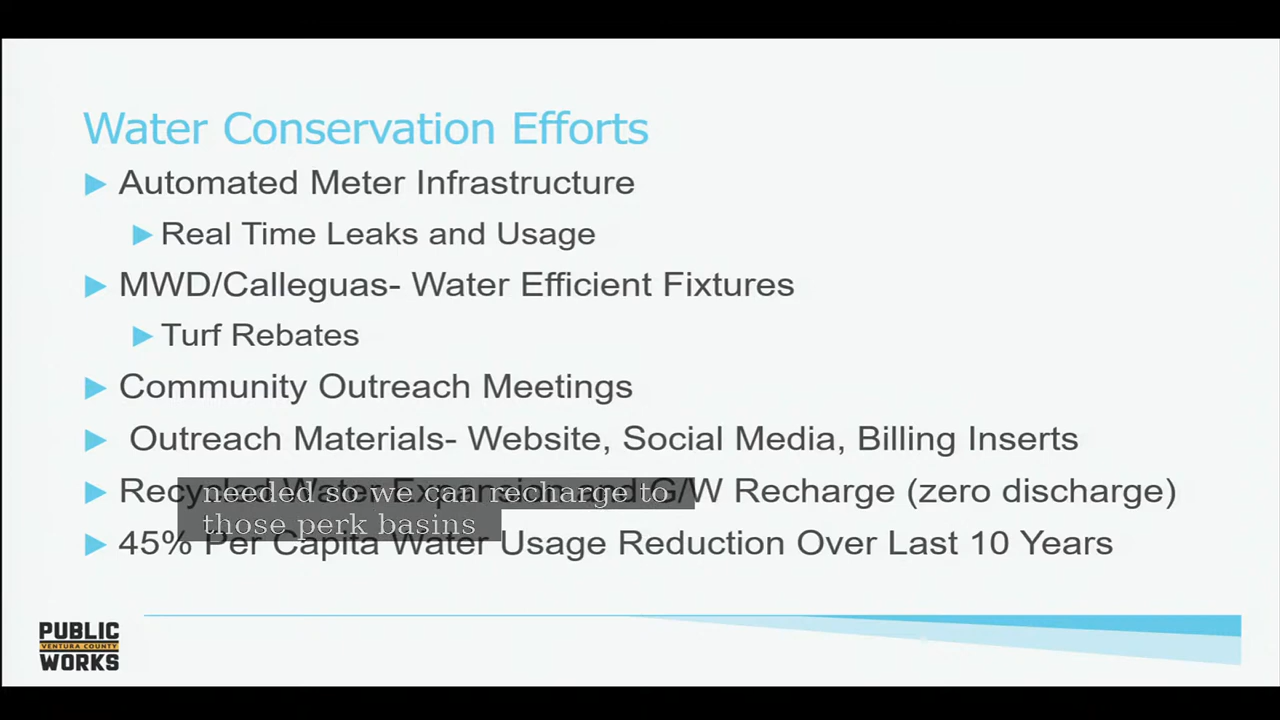 Water Conservation Efforts
Automated Meter Infrastructure
Real Time Leaks and Usage
MWD/Calleguas- Water Efficient Fixtures
Turf Rebates
Community Outreach Meetings
Outreach Materials- Website, Social Media, Billing Inserts
Recycled Water Expansion and G/W Recharge (zero discharge)
needed so we can recharge to
those perk basins
45% Per Capita Water Usage Reduction Over Last 10 Years
PUBLIC
VENTURA COUNTY
WORKS